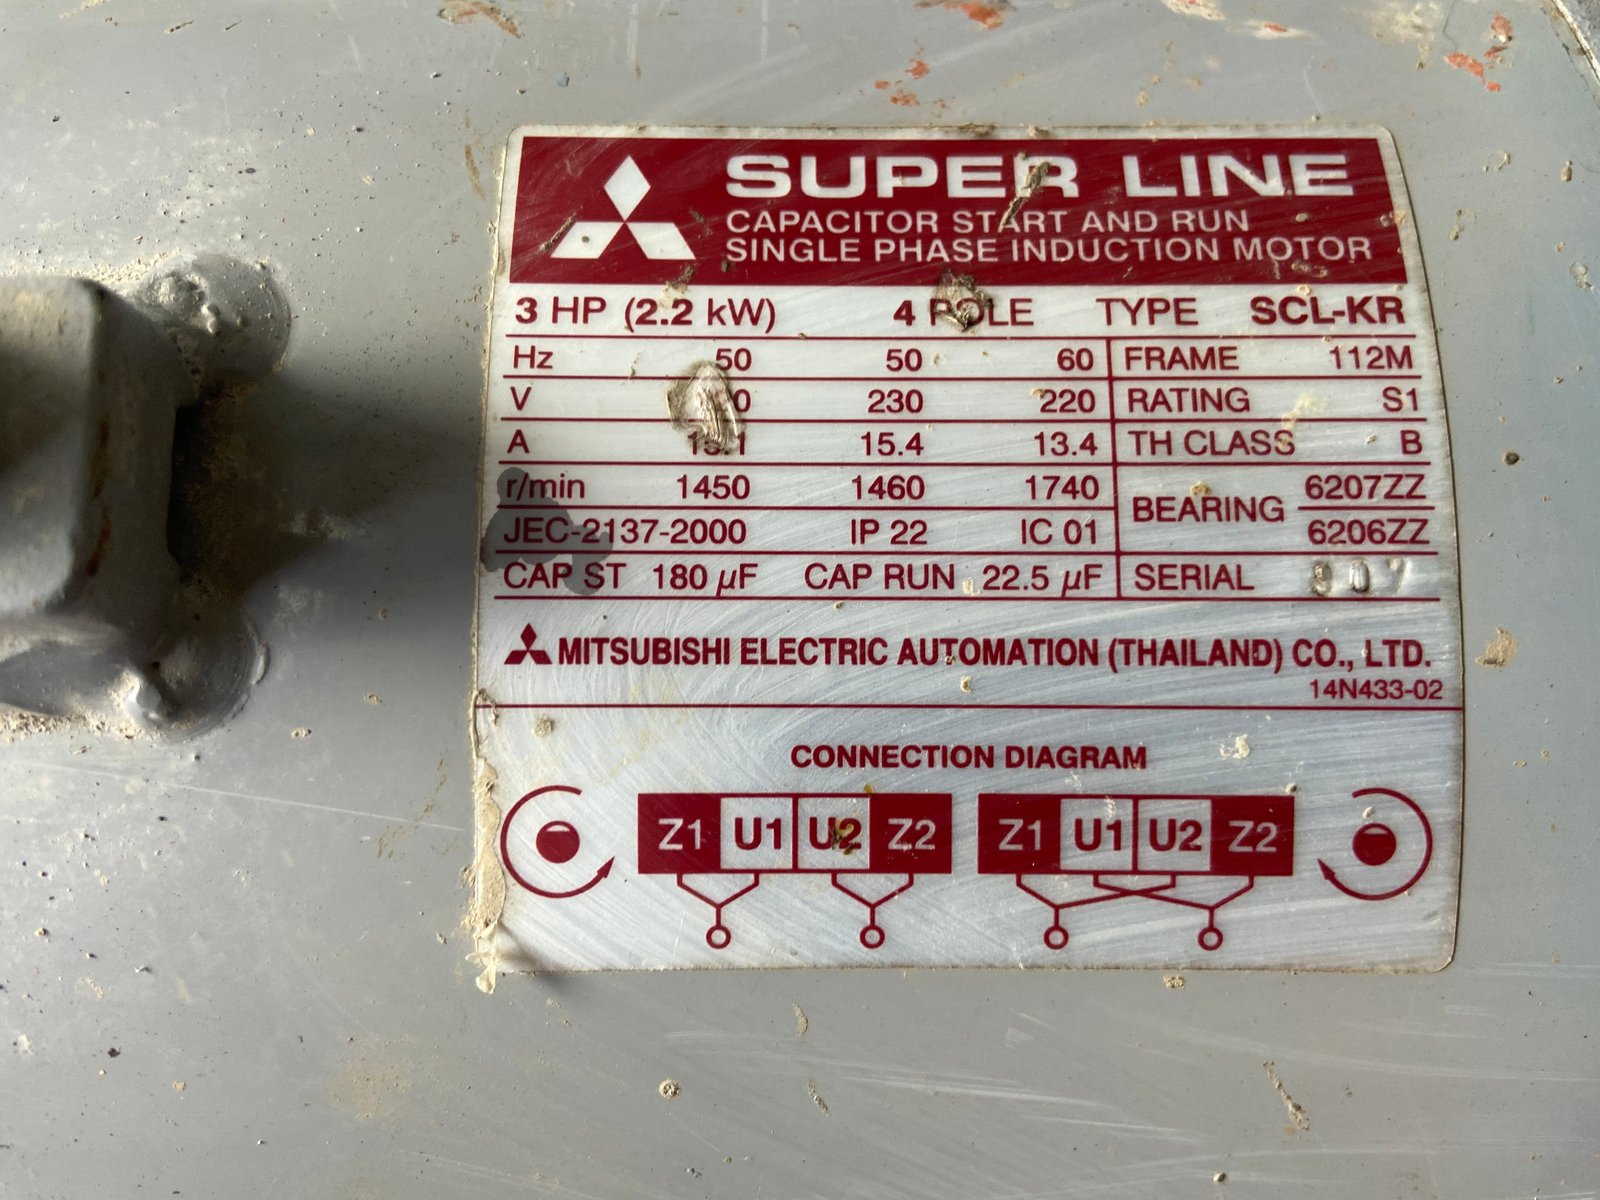 SUPER LINE
CAPACITOR START AND RUN
SINGLE PHASE INDUCTION MOTOR
3 HP (2.2 kW) 4 POLE TYPE SCL-KR
Hz 50 50 60 FRAME 112M
V 230 220 RATING S1
A 15.4 13.4 TH CLASS B
r/min 1450 1460 1740 BEARING 6207ZZ
JEC-2137-2000 IP 22 IC 01 6206ZZ
CAP ST 180 µF CAP RUN 22.5 µF SERIAL 907
MITSUBISHI ELECTRIC AUTOMATION (THAILAND) CO., LTD.
14N433-02
CONNECTION DIAGRAM
Z1 U1 U2 Z2 Z1 U1 U2 Z2